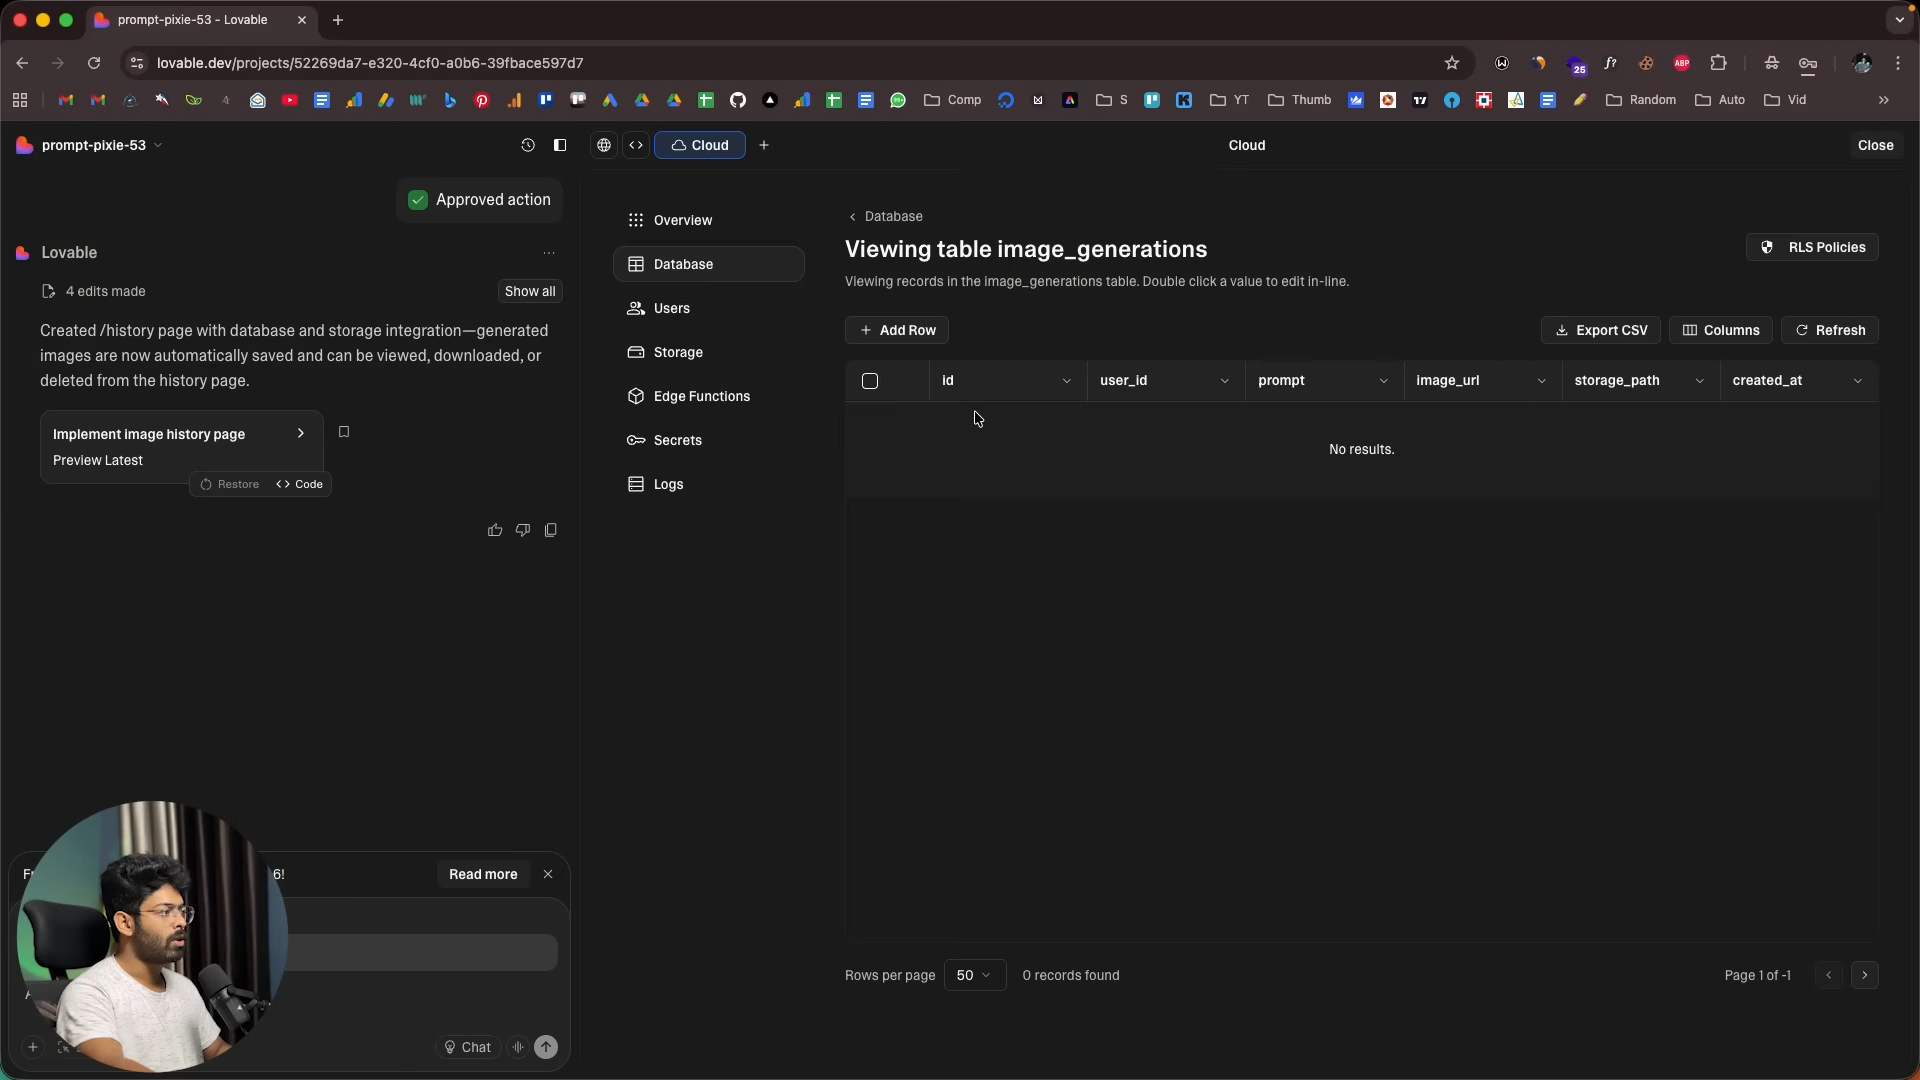 prompt-pixie-53 - Lovable
lovable.dev/projects/52269da7-e320-4cf0-a0b6-39fbace597d7
25
ABP
Comp
S
YT
Thumb
Random
Auto
Vid
prompt-pixie-53
Cloud
Cloud
Close
Approved action
Lovable
4 edits made
Show all
Created /history page with database and storage integration—generated
images are now automatically saved and can be viewed, downloaded, or
deleted from the history page.
Implement image history page
Preview Latest
Restore
Code
6!
Read more
Chat
Overview
Database
Users
Storage
Edge Functions
Secrets
Logs
Database
Viewing table image_generations
RLS Policies
Viewing records in the image_generations table. Double click a value to edit in-line.
Add Row
Export CSV
Columns
Refresh
id
user_id
prompt
image_url
storage_path
created_at
No results.
Rows per page
50
0 records found
Page 1 of -1